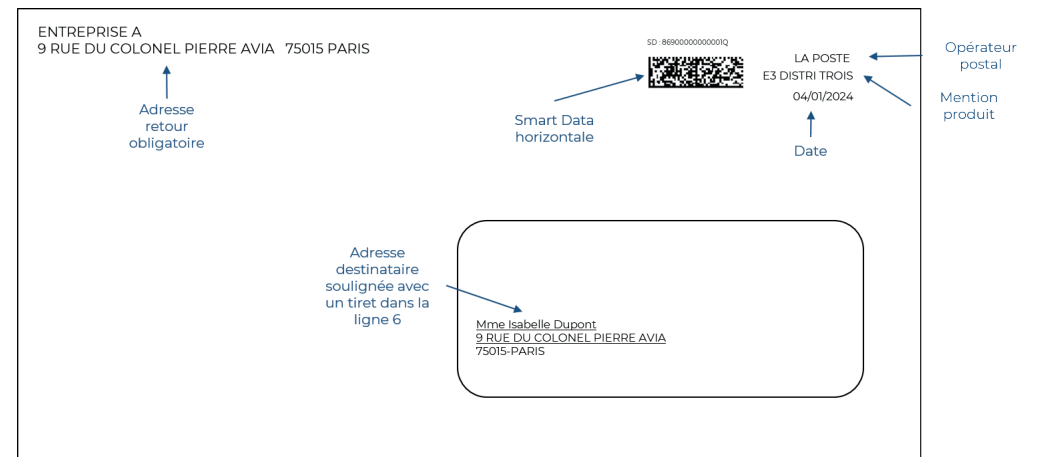 ENTREPRISE A
9 RUE DU COLONEL PIERRE AVIA 75015 PARIS
Adresse
retour
obligatoire
SD : 86900000000001Q
Smart Data
horizontale
LA POSTE
E3 DISTRI TROIS
04/01/2024
Date
Opérateur
postal
Mention
produit
Adresse
destinataire
soulignée avec
un tiret dans la
ligne 6
Mme Isabelle Dupont
9 RUE DU COLONEL PIERRE AVIA
75015-PARIS